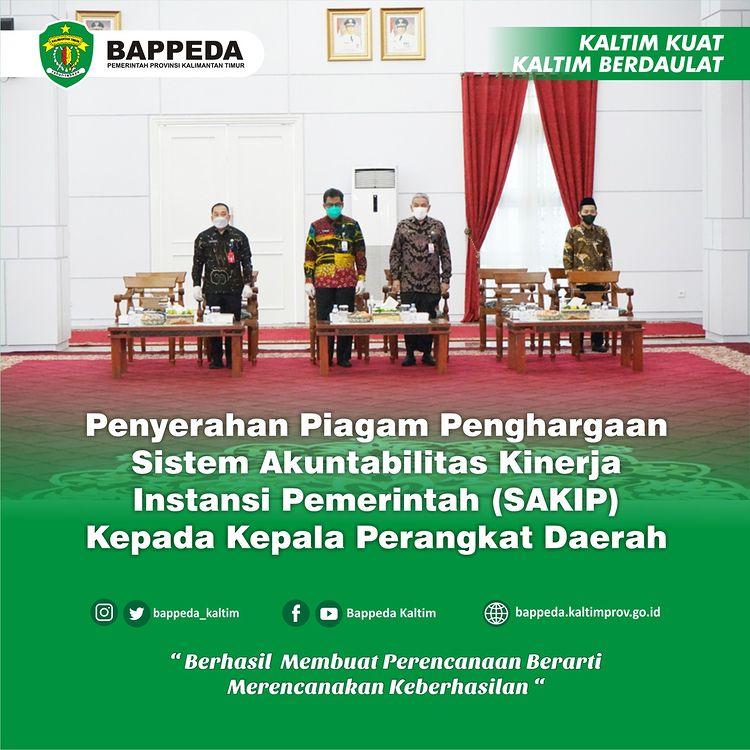 BAPPEDA
PEMERINTAH PROVINSI KALIMANTAN TIMUR
KALTIM KUAT
KALTIM BERDAULAT
Penyerahan Piagam Penghargaan
Sistem Akuntabilitas Kinerja
Instansi Pemerintah (SAKIP)
Kepada Kepala Perangkat Daerah
bappeda_kaltim
Bappeda Kaltim
bappeda.kaltimprov.go.id
“ Berhasil Membuat Perencanaan Berarti
Merencanakan Keberhasilan “